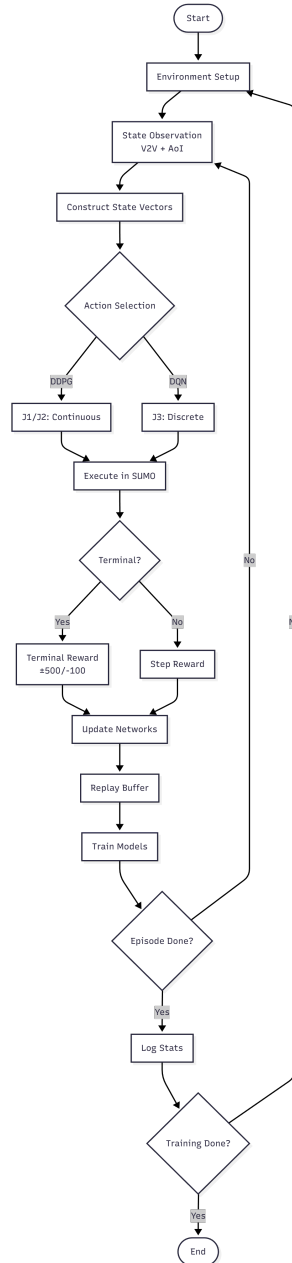 Start
Environment Setup
State Observation
V2V + AoI
Construct State Vectors
Action Selection
DDPG
DQN
J1/J2: Continuous
J3: Discrete
Execute in SUMO
Terminal?
No
Yes
No
Terminal Reward
±500/-100
Step Reward
Update Networks
Replay Buffer
Train Models
Episode Done?
Yes
Log Stats
Training Done?
Yes
End